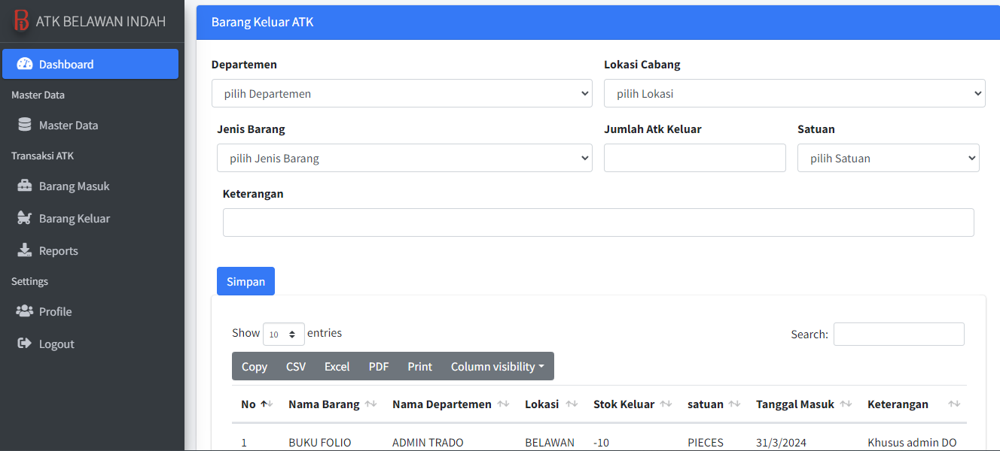 ATK BELAWAN INDAH
Dashboard
Master Data
Master Data
Transaksi ATK
Barang Masuk
Barang Keluar
Reports
Settings
Profile
Logout
Barang Keluar ATK
Departemen Lokasi Cabang
pilih Departemen pilih Lokasi
Jenis Barang Jumlah Atk Keluar Satuan
pilih Jenis Barang pilih Satuan
Keterangan
Simpan
Show 10 entries Search:
Copy CSV Excel PDF Print Column visibility
No Nama Barang Nama Departemen Lokasi Stok Keluar satuan Tanggal Masuk Keterangan
1 BUKU FOLIO ADMIN TRADO BELAWAN -10 PIECES 31/3/2024 Khusus admin DO